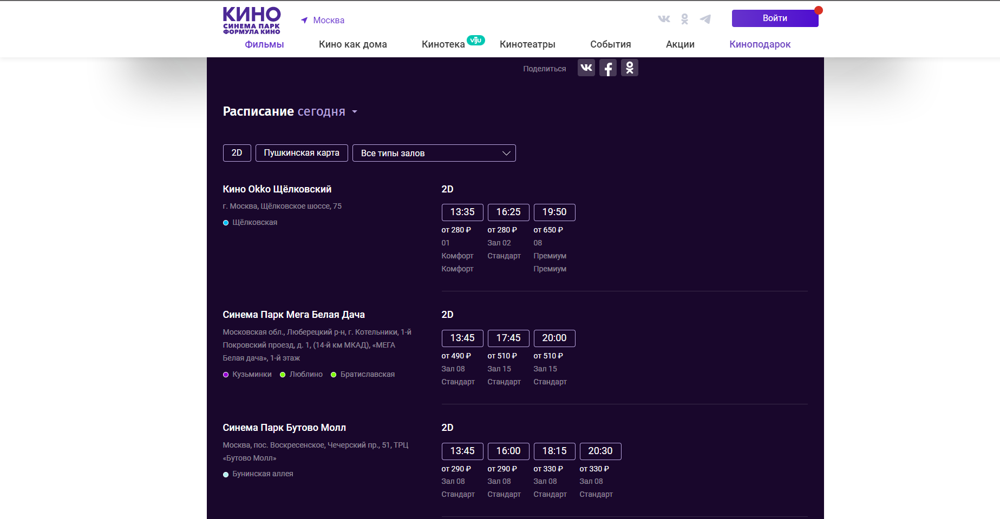 КИНО
СИНЕМА ПАРК
ФОРМУЛА КИНО
Москва
Войти
Фильмы Кино как дома Кинотека viju Кинотеатры События Акции Киноподарок
Поделиться
Расписание сегодня
2D Пушкинская карта Все типы залов
Кино Okko Щёлковский
г. Москва, Щёлковское шоссе, 75
Щёлковская
2D
13:35 16:25 19:50
от 280 ₽ от 280 ₽ от 650 ₽
01 Зал 02 08
Комфорт Стандарт Премиум
Комфорт Премиум
Синема Парк Мега Белая Дача
Московская обл., Люберецкий р-н, г. Котельники, 1-й
Покровский проезд, д. 1, (14-й км МКАД), «МЕГА
Белая дача», 1-й этаж
Кузьминки Люблино Братиславская
2D
13:45 17:45 20:00
от 490 ₽ от 510 ₽ от 510 ₽
Зал 08 Зал 15 Зал 15
Стандарт Стандарт Стандарт
Синема Парк Бутово Молл
Москва, пос. Воскресенское, Чечерский пр., 51, ТРЦ
«Бутово Молл»
Бунинская аллея
2D
13:45 16:00 18:15 20:30
от 290 ₽ от 290 ₽ от 330 ₽ от 330 ₽
Зал 08 Зал 08 Зал 08 Зал 08
Стандарт Стандарт Стандарт Стандарт